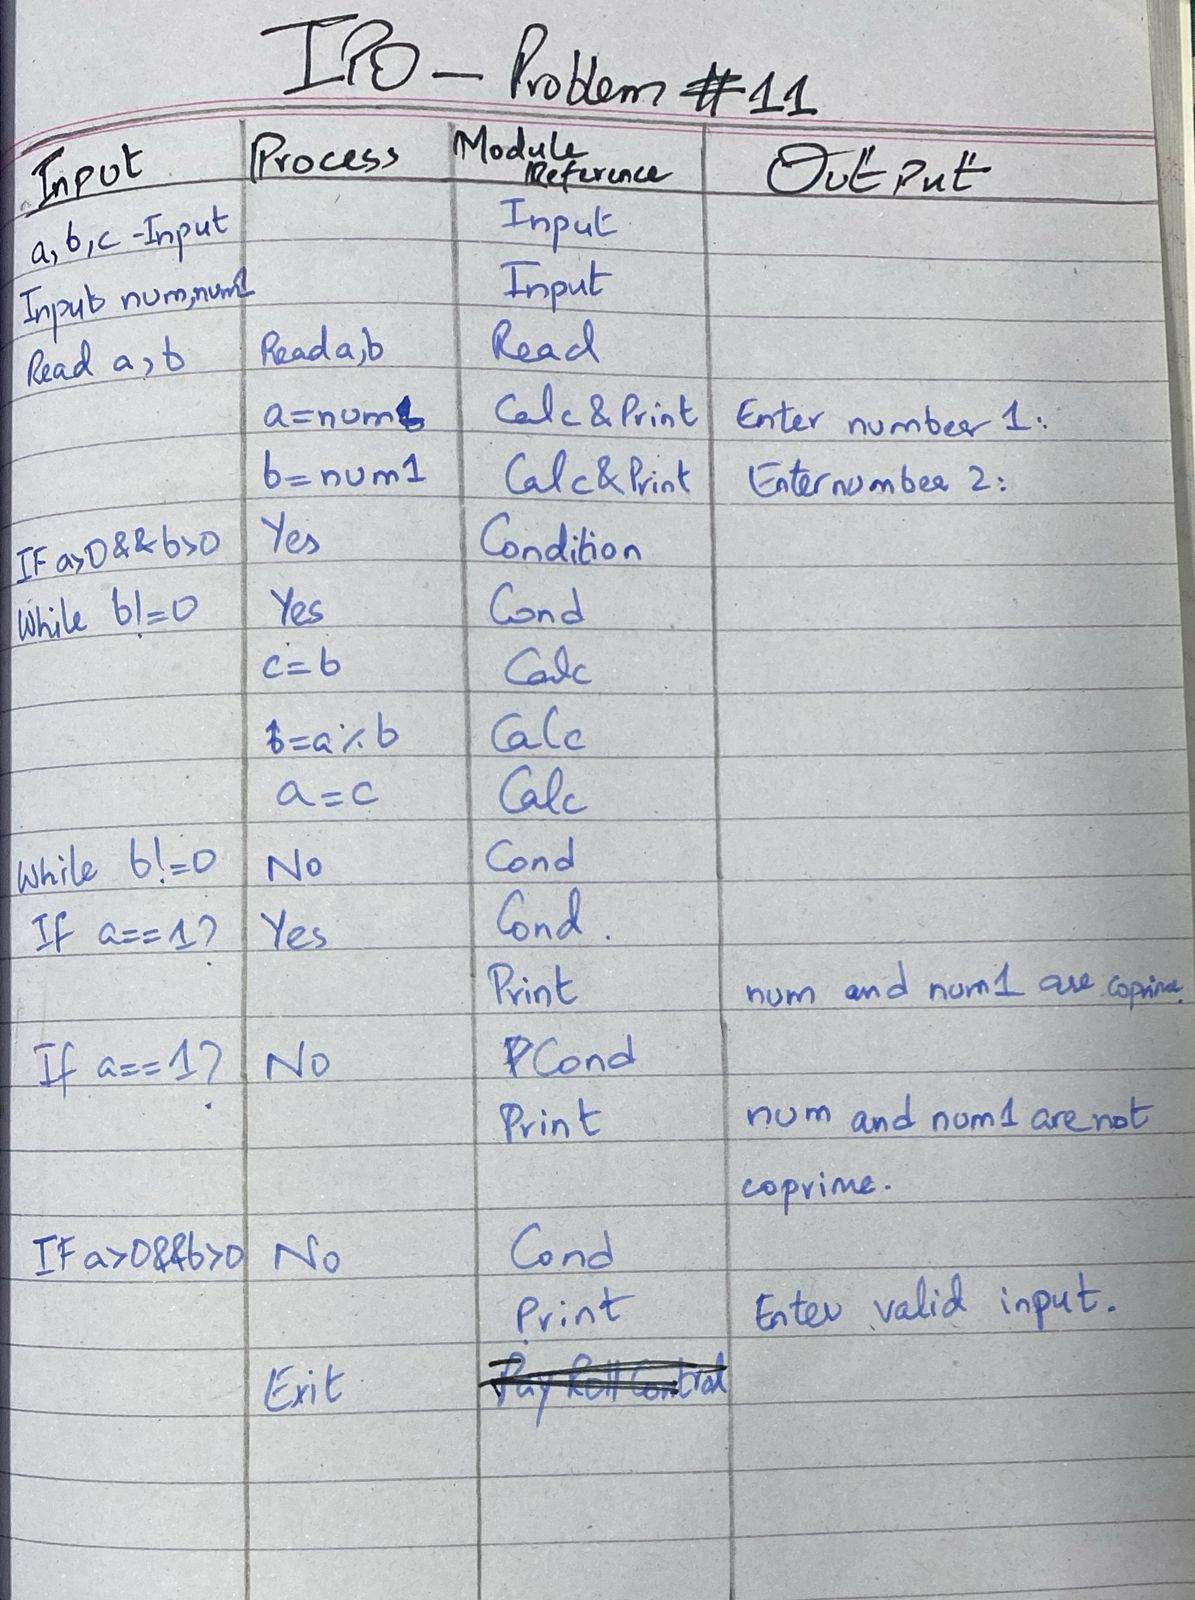 IPO - Problem #11
Input Process Module Reference Output
a, b, c - Input Input
Input num, num1 Input
Read a, b Read a, b Read
a = num Calc & Print Enter number 1:
b = num1 Calc & Print Enter number 2:
IF a>0 && b>0 Yes Condition
While b!=0 Yes Cond
c = b Calc
b = a % b Calc
a = c Calc
While b!=0 No Cond
If a==1? Yes Cond.
Print num and num1 are coprime.
If a==1? No Cond
Print num and num1 are not
coprime.
IF a>0&&b>0 No Cond
Print Enter valid input.
Exit Pay Roll Control